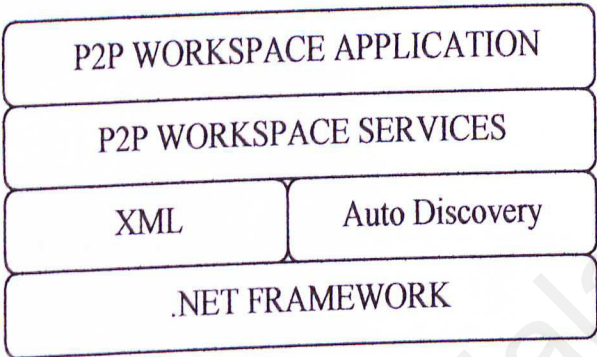 P2P WORKSPACE APPLICATION
P2P WORKSPACE SERVICES
XML Auto Discovery
.NET FRAMEWORK